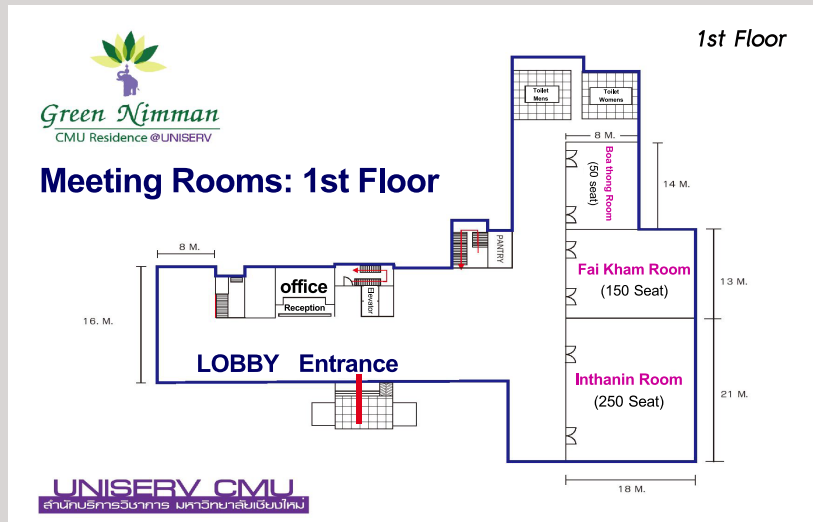 1st Floor
Green Nimman
CMU Residence @UNISERV
Meeting Rooms: 1st Floor
Toilet
Mens
Toilet
Womens
8 M.
Boa thong Room
(50 seat)
14 M.
PANTRY
8 M.
Fai Kham Room
(150 Seat)
13 M.
office
Reception
Elevator
16. M.
LOBBY Entrance
Inthanin Room
(250 Seat)
21 M.
18 M.
UNISERV CMU
สำนักบริการวิชาการ มหาวิทยาลัยเชียงใหม่